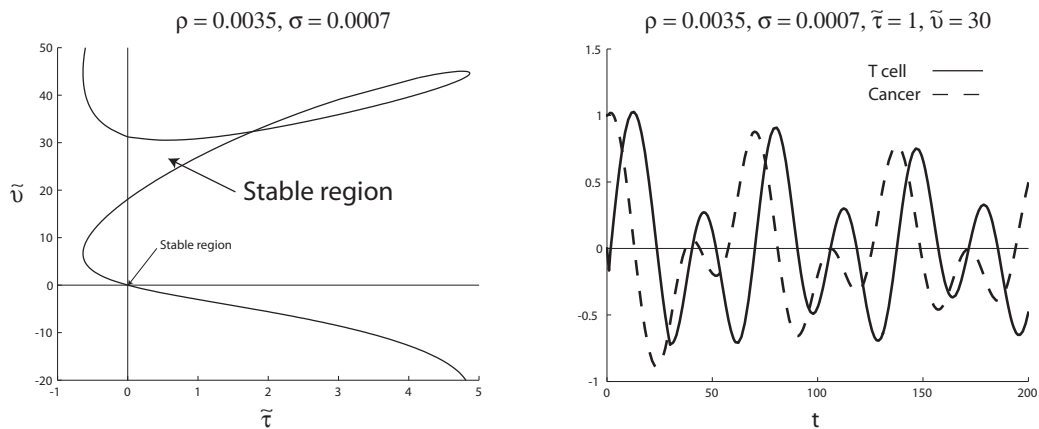 ρ = 0.0035, σ = 0.0007
50
40
30
20
10
0
-10
-20
-1
0
1
2
3
4
5
υ̃
τ̃
Stable region
Stable region
ρ = 0.0035, σ = 0.0007, τ̃ = 1, υ̃ = 30
1.5
1
0.5
0
-0.5
-1
0
50
100
150
200
t
T cell
Cancer